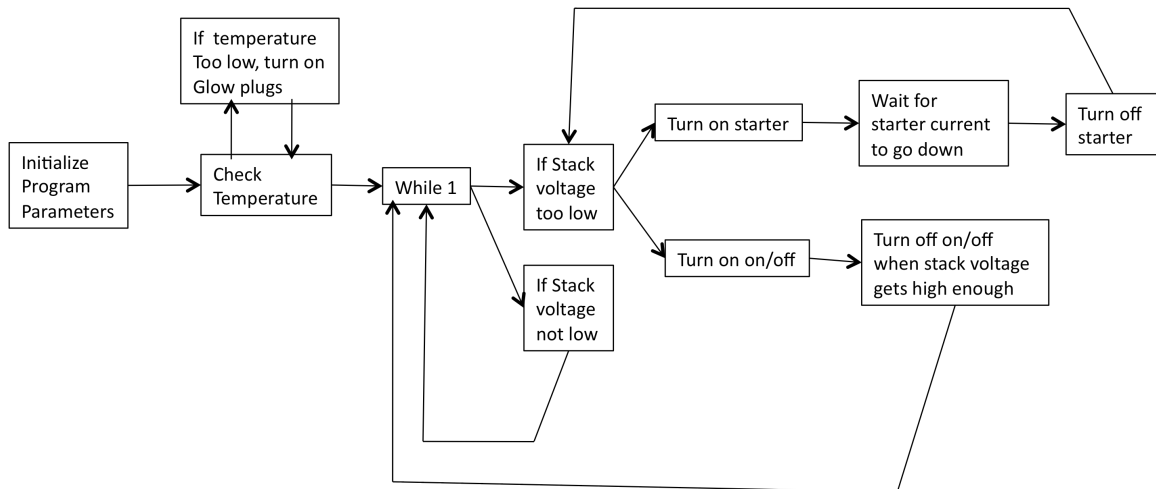 If temperature
Too low, turn on
Glow plugs
Initialize
Program
Parameters
Check
Temperature
While 1
If Stack
voltage
too low
If Stack
voltage
not low
Turn on starter
Wait for
starter current
to go down
Turn off
starter
Turn on on/off
Turn off on/off
when stack voltage
gets high enough